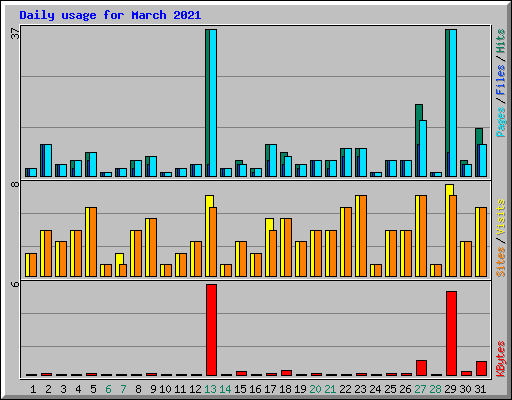 Daily usage for March 2021
37
8
6
Pages / Files / Hits
Sites / Visits
KBytes
1 2 3 4 5 6 7 8 9 10 11 12 13 14 15 16 17 18 19 20 21 22 23 24 25 26 27 28 29 30 31